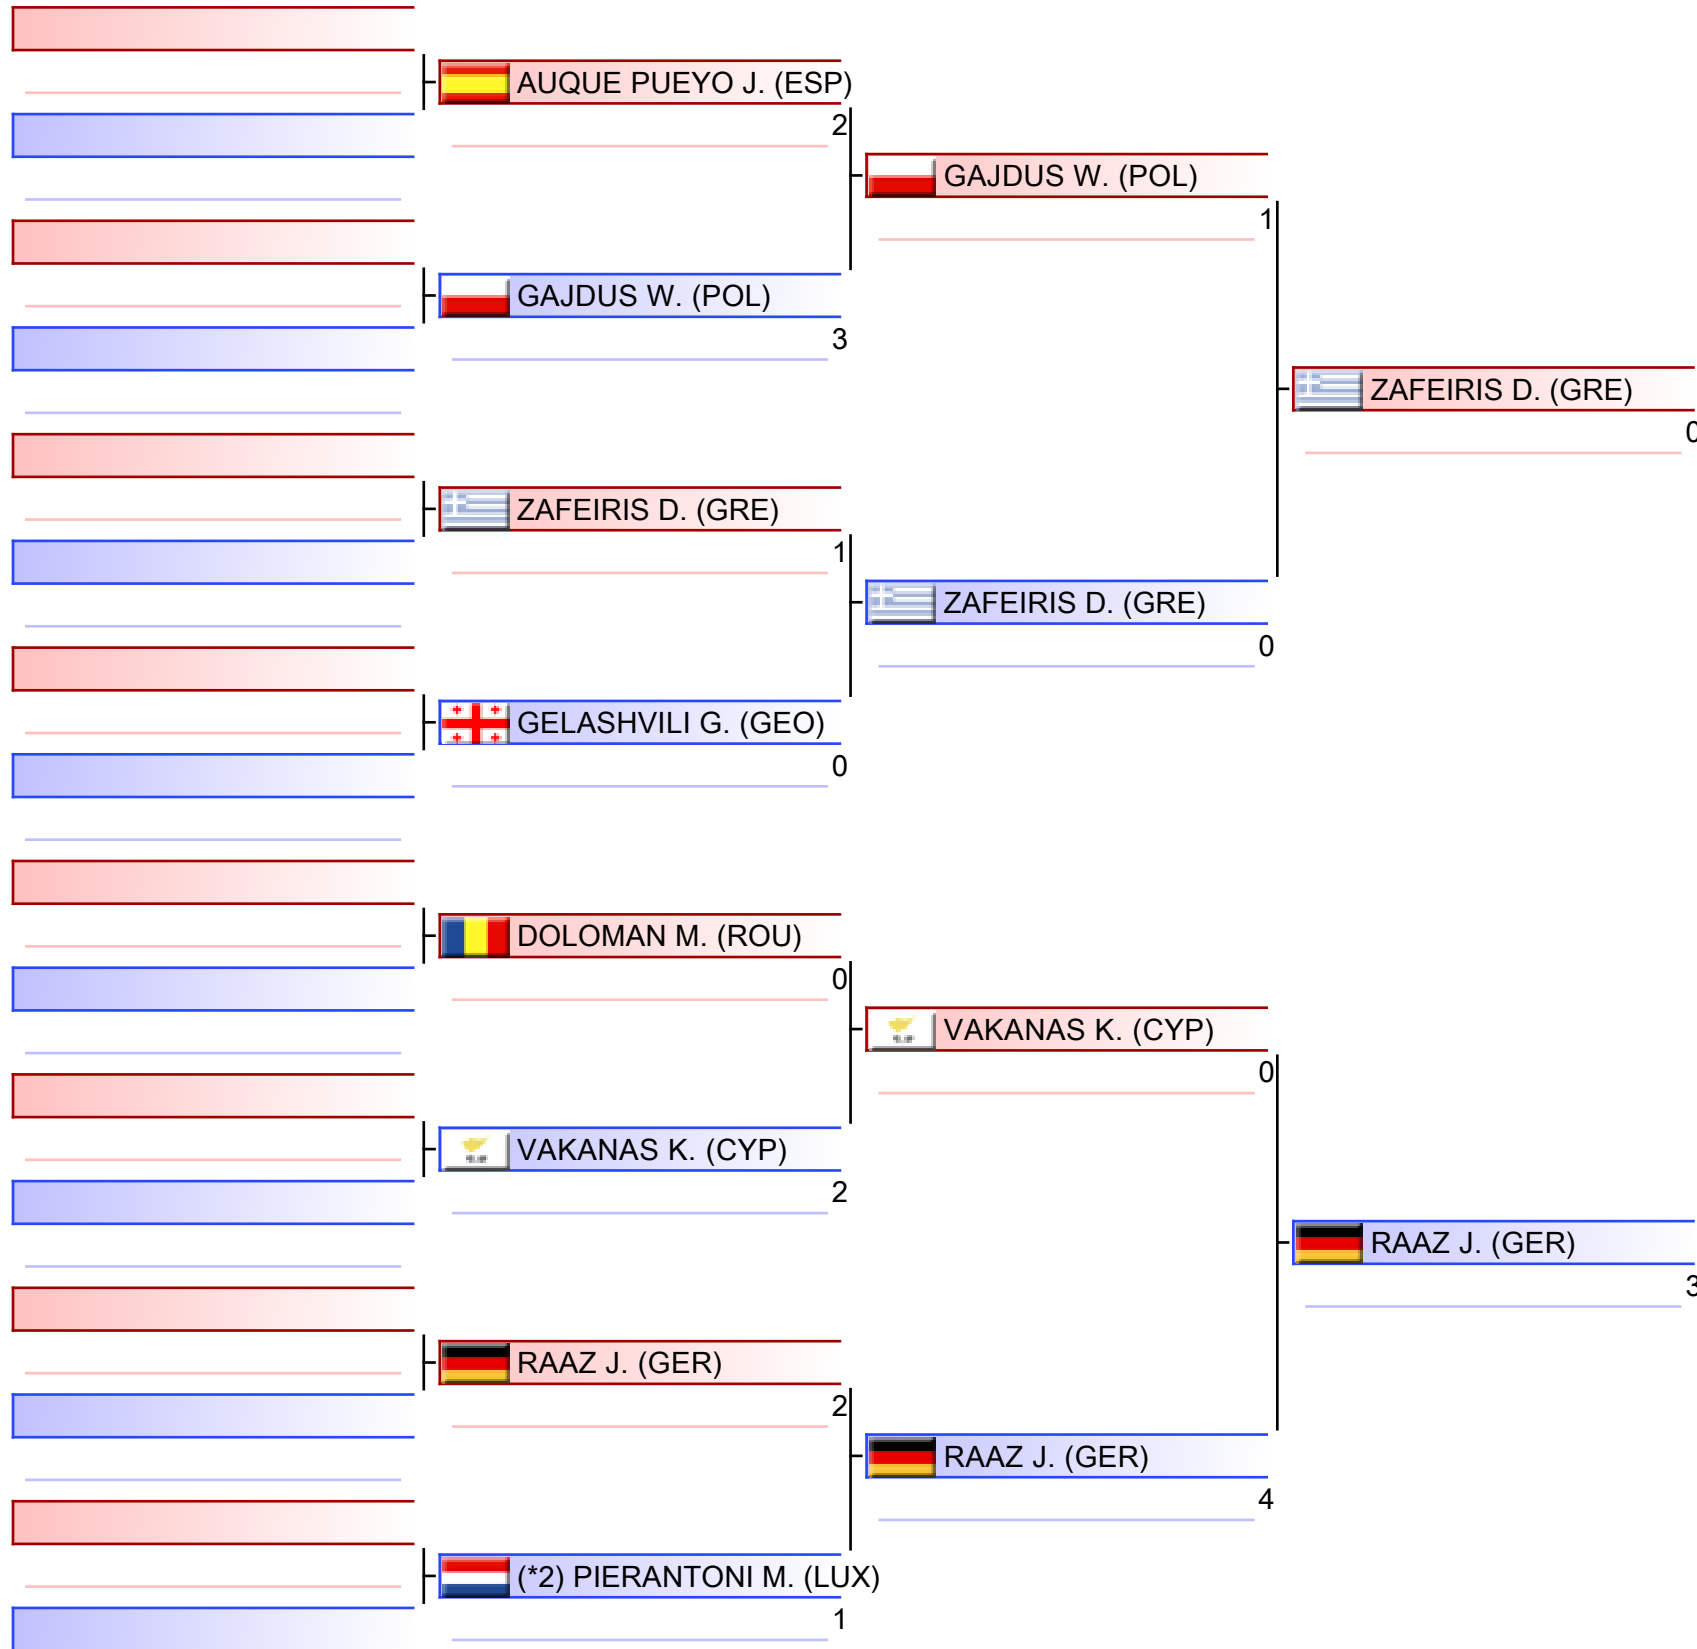 AUQUE PUEYO J. (ESP)
2
GAJDUS W. (POL)
1
GAJDUS W. (POL)
3
ZAFEIRIS D. (GRE)
0
ZAFEIRIS D. (GRE)
1
ZAFEIRIS D. (GRE)
0
GELASHVILI G. (GEO)
0
DOLOMAN M. (ROU)
0
VAKANAS K. (CYP)
0
VAKANAS K. (CYP)
2
RAAZ J. (GER)
3
RAAZ J. (GER)
2
RAAZ J. (GER)
4
(*2) PIERANTONI M. (LUX)
1